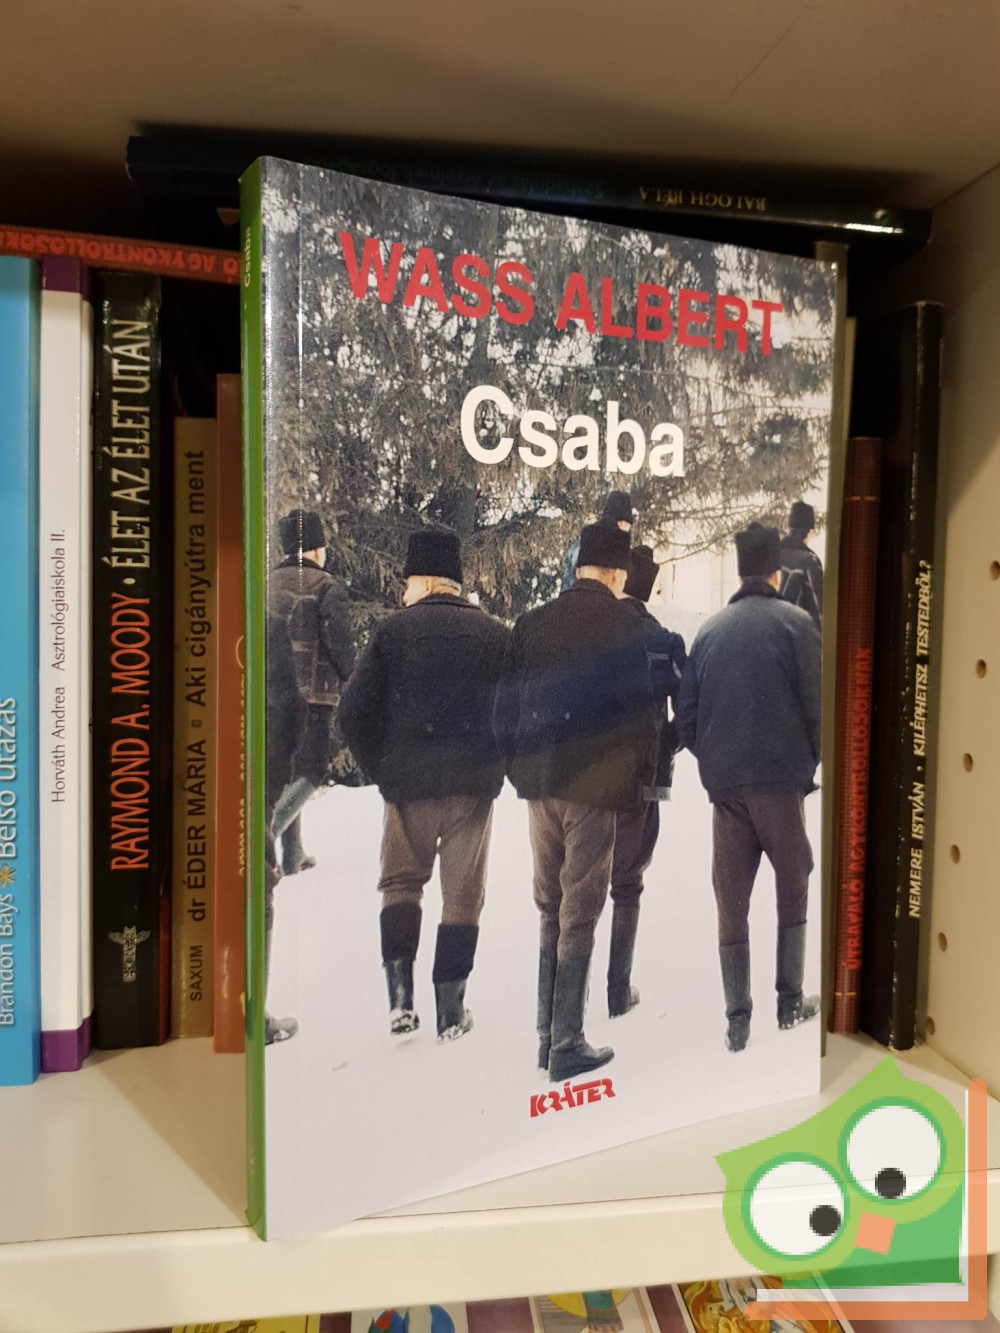 WASS ALBERT
Csaba
KRÁTER
Csaba
BALOGH BÉLA
Ó AGYKONTROLLOSOK
Brandon Bays * Belső utazás
Horváth Andrea Asztrológiaiskola II.
RAYMOND A. MOODY • ÉLET AZ ÉLET UTÁN
SAXUM dr ÉDER MÁRIA Aki cigányútra ment
ÚTRAVALÓ AGYKONTROLLOSOKNAK
NEMERE ISTVÁN • KILÉPHETSZ TESTEDBŐL?